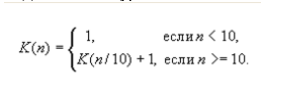 K(n) = { 1, если n < 10,
K(n/10) + 1, если n >= 10.